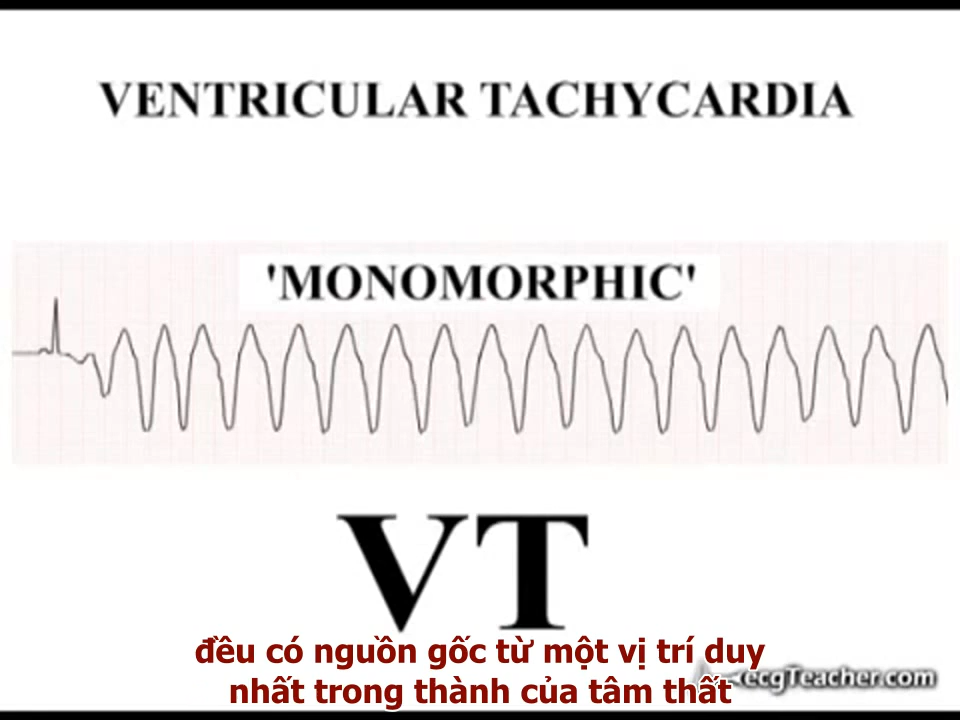 VENTRICULAR TACHYCARDIA
'MONOMORPHIC'
VT
đều có nguồn gốc từ một vị trí duy
nhất trong thành của tâm thất
ecgTeacher.com